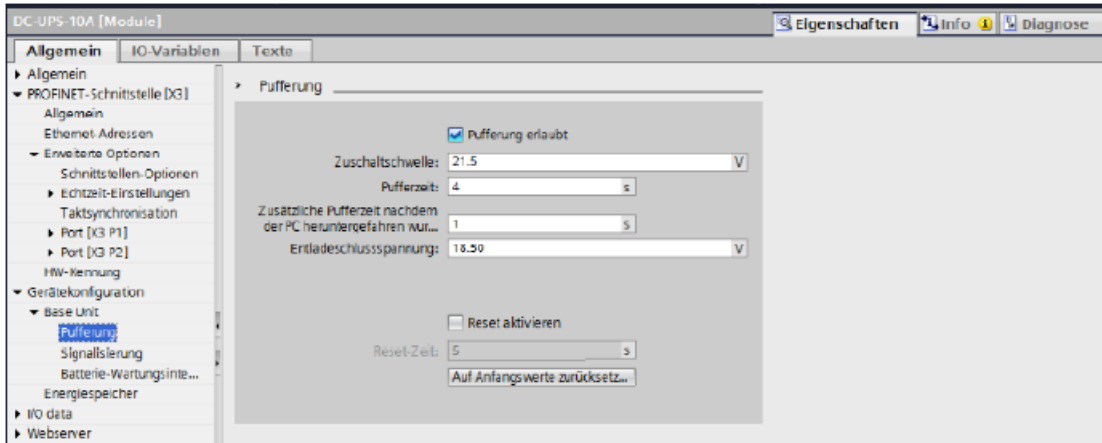 DC-UPS-10A [Module]
Eigenschaften
Info
Diagnose
Allgemein
IO-Variablen
Texte
Allgemein
PROFINET-Schnittstelle [X3]
Allgemein
Ethernet-Adressen
Erweiterte Optionen
Schnittstellen-Optionen
Echtzeit-Einstellungen
Taktsynchronisation
Port [X3 P1]
Port [X3 P2]
HW-Kennung
Gerätekonfiguration
Base Unit
Pufferung
Signalisierung
Batterie-Wartungsinte...
Energiespeicher
I/O data
Webserver
Pufferung
Pufferung erlaubt
Zuschaltschwelle: 21.5 V
Pufferzeit: 4 s
Zusätzliche Pufferzeit nachdem
der PC heruntergefahren wur... 1 s
Entladeschlussspannung: 18.50 V
Reset aktivieren
Reset-Zeit: 5 s
Auf Anfangswerte zurücksetz...